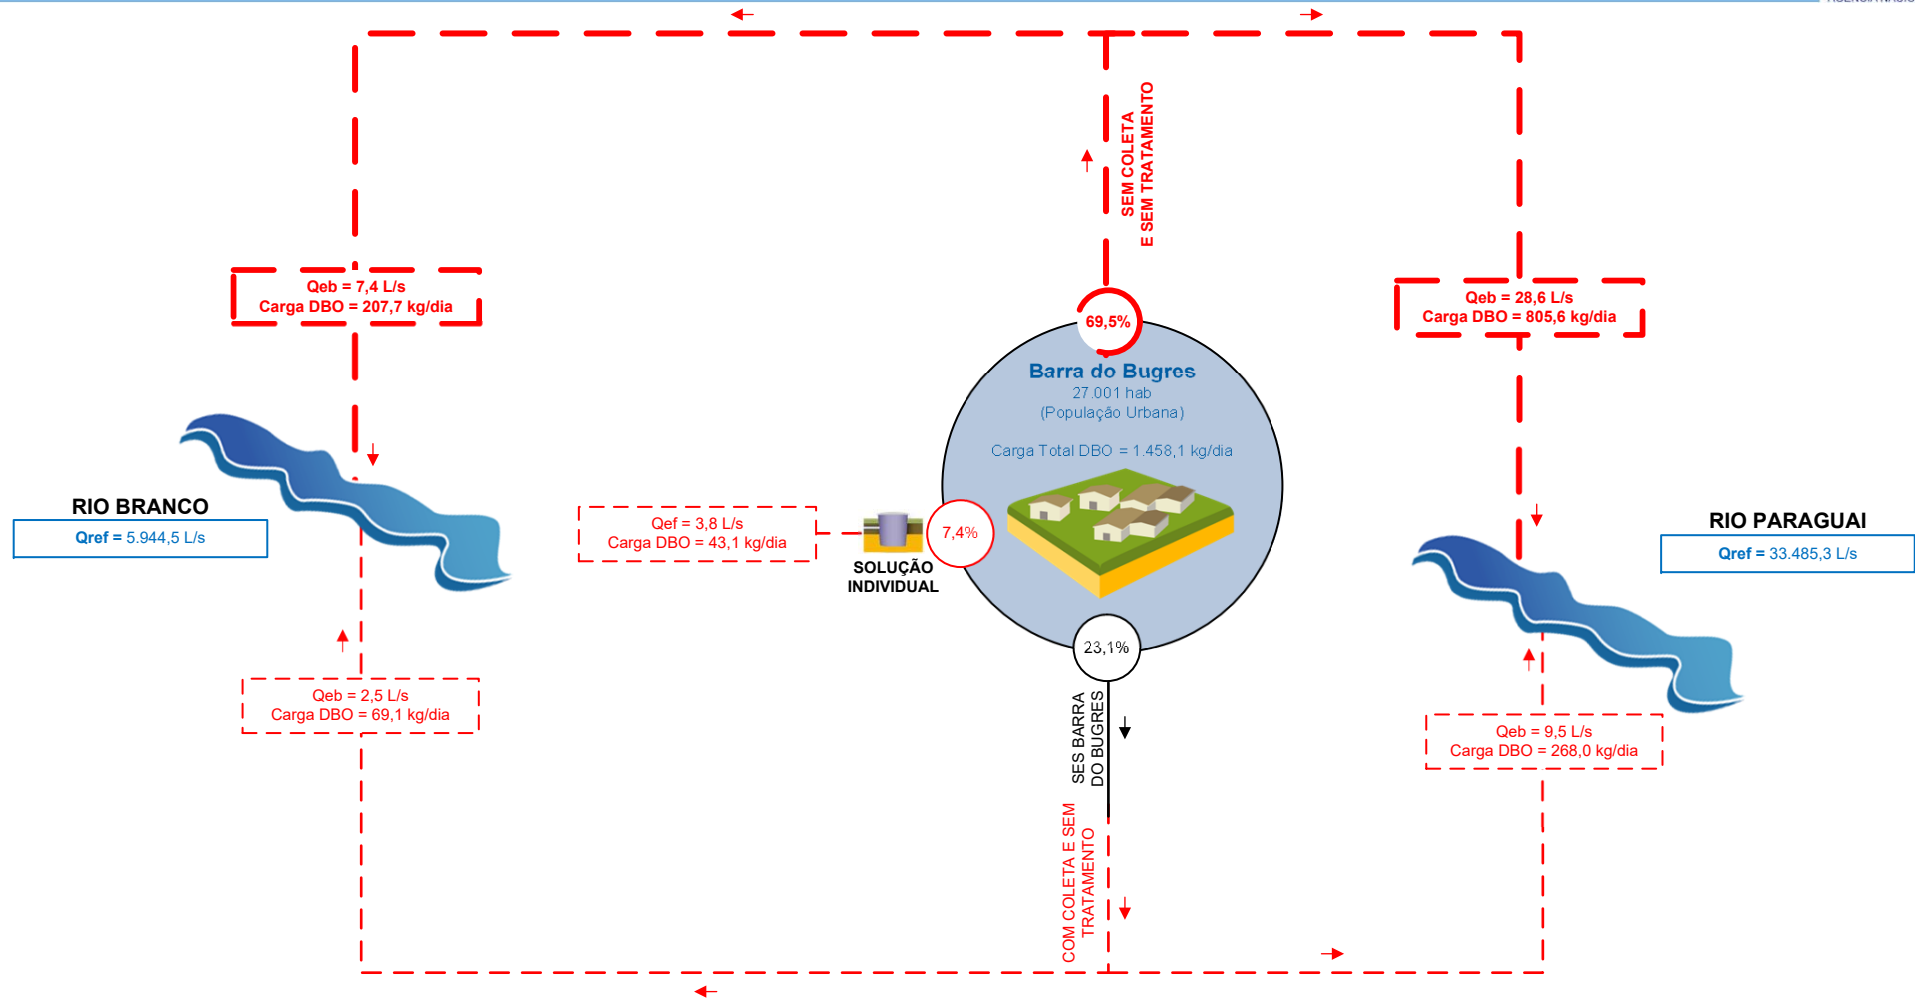 SEM COLETA
E SEM TRATAMENTO
Qeb = 7,4 L/s
Carga DBO = 207,7 kg/dia
Qeb = 28,6 L/s
Carga DBO = 805,6 kg/dia
69,5%
Barra do Bugres
27.001 hab
(População Urbana)
Carga Total DBO = 1.458,1 kg/dia
RIO BRANCO
Qref = 5.944,5 L/s
Qef = 3,8 L/s
Carga DBO = 43,1 kg/dia
7,4%
SOLUÇÃO
INDIVIDUAL
RIO PARAGUAI
Qref = 33.485,3 L/s
23,1%
Qeb = 2,5 L/s
Carga DBO = 69,1 kg/dia
SES BARRA
DO BUGRES
Qeb = 9,5 L/s
Carga DBO = 268,0 kg/dia
COM COLETA E SEM
TRATAMENTO